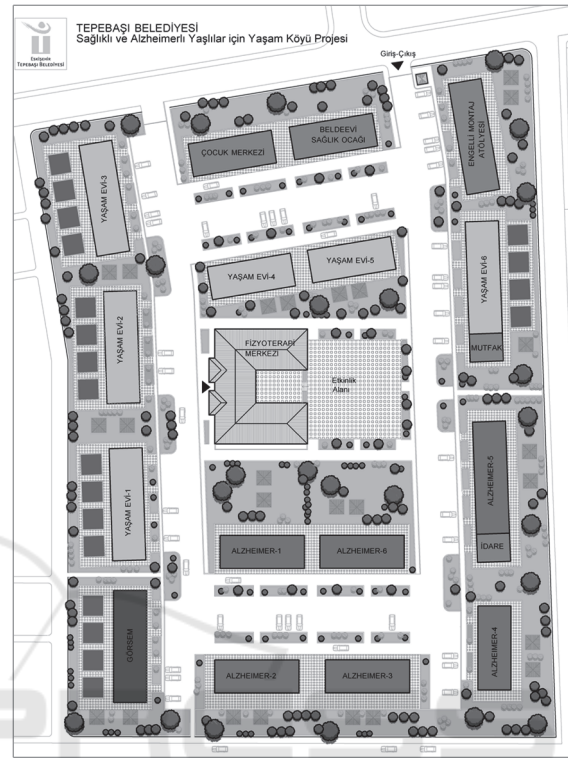 TEPEBAŞI BELEDİYESİ
Sağlıklı ve Alzheimerlı Yaşlılar için Yaşam Köyü Projesi
Eskişehir
TEPEBAŞI BELEDİYESİ
Giriş-Çıkış
ÇOCUK MERKEZİ
BELDEEVİ
SAĞLIK OCAĞI
ENGELLİ MONTAJ
ATÖLYESİ
YAŞAM EVİ-3
YAŞAM EVİ-4
YAŞAM EVİ-5
YAŞAM EVİ-6
MUTFAK
YAŞAM EVİ-2
FİZYOTERAPİ
MERKEZİ
Etkinlik
Alanı
YAŞAM EVİ-1
ALZHEIMER-5
İDARE
ALZHEIMER-1
ALZHEIMER-6
GÖRSEM
ALZHEIMER-4
ALZHEIMER-2
ALZHEIMER-3